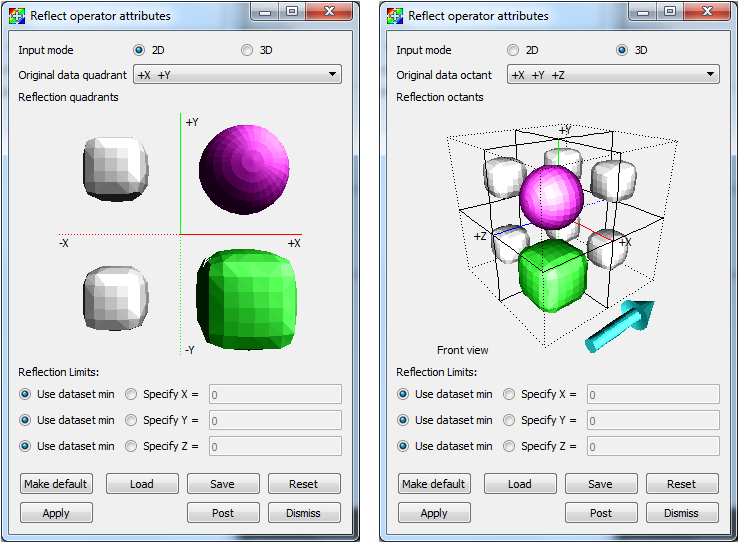 Reflect operator attributes
Input mode 2D 3D
Original data quadrant +X +Y
Reflection quadrants
+Y
-X +X
-Y
Reflection Limits:
Use dataset min Specify X = 0
Use dataset min Specify Y = 0
Use dataset min Specify Z = 0
Make default Load Save Reset
Apply Post Dismiss
Reflect operator attributes
Input mode 2D 3D
Original data octant +X +Y +Z
Reflection octants
+Y
+Z +X
Front view
Reflection Limits:
Use dataset min Specify X = 0
Use dataset min Specify Y = 0
Use dataset min Specify Z = 0
Make default Load Save Reset
Apply Post Dismiss